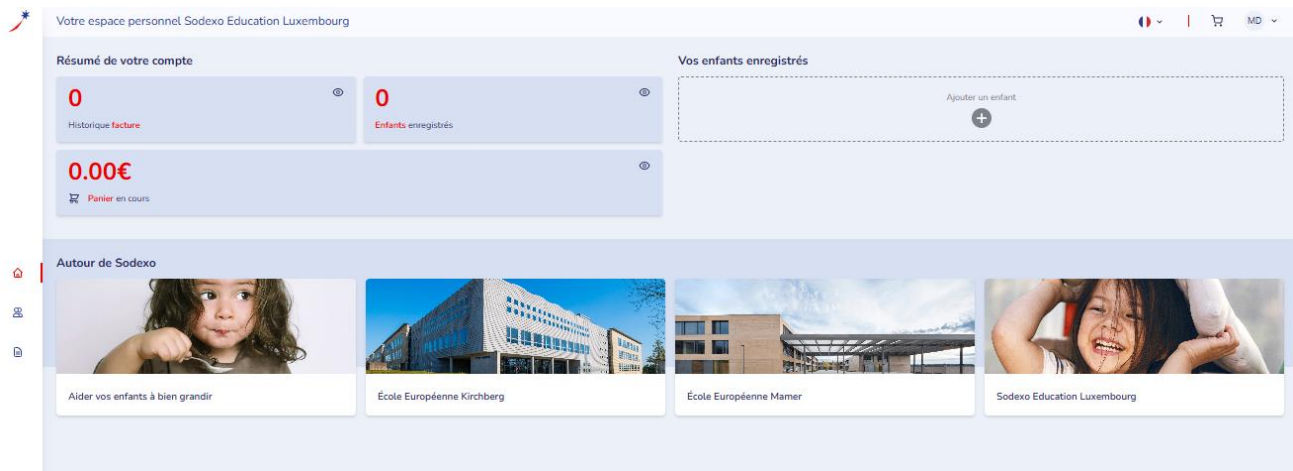 Votre espace personnel Sodexo Education Luxembourg
MD
Résumé de votre compte
0
Historique facture
0
Enfants enregistrés
0.00€
Panier en cours
Vos enfants enregistrés
Ajouter un enfant
Autour de Sodexo
Aider vos enfants à bien grandir
École Européenne Kirchberg
École Européenne Mamer
Sodexo Education Luxembourg